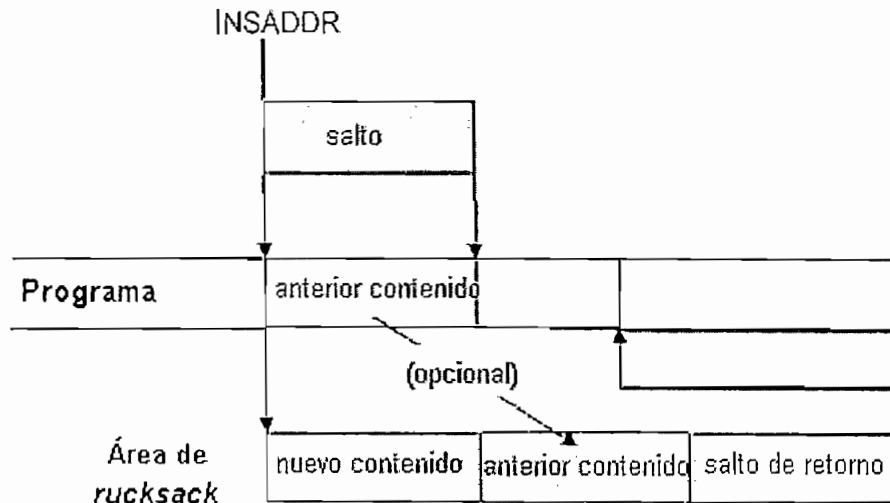 INSADDR
salto
Programa
anterior contenido
(opcional)
Área de
rucksack
nuevo contenido
anterior contenido
salto de retorno